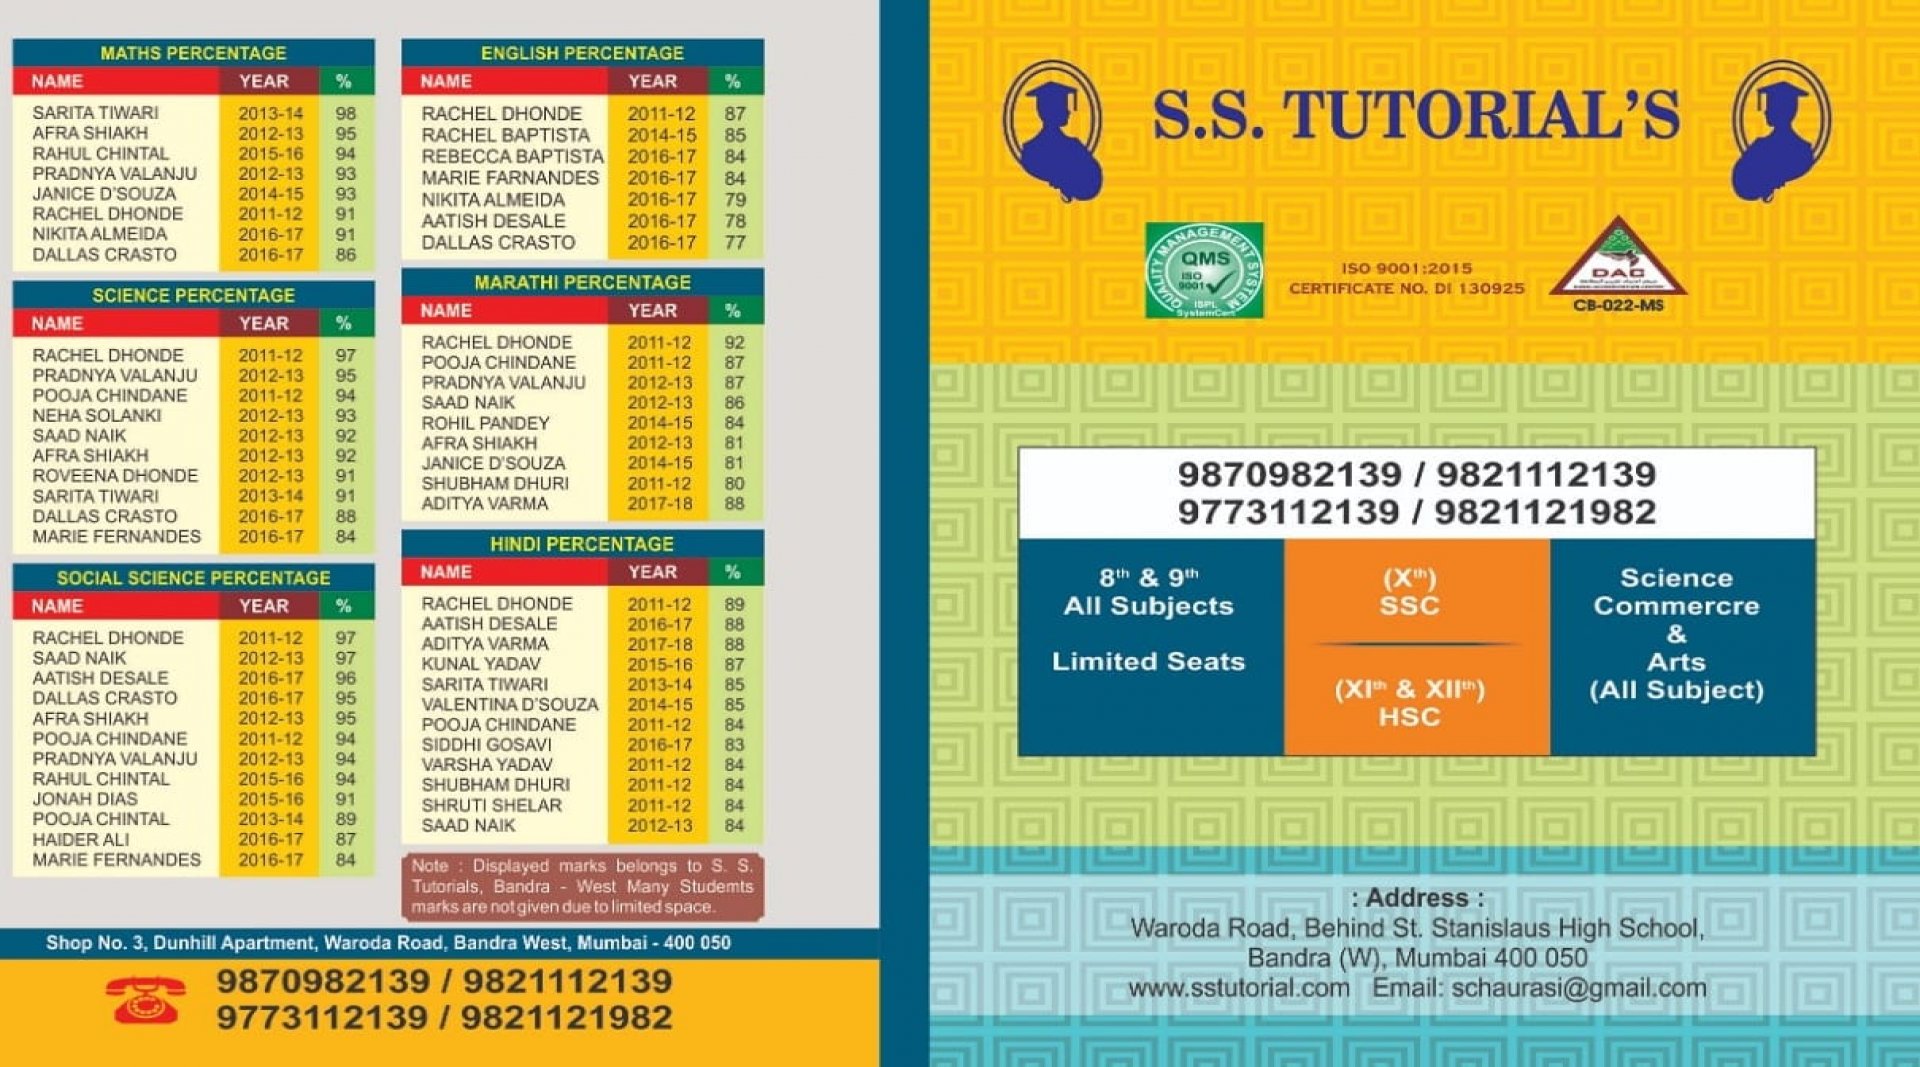 MATHS PERCENTAGE
NAME YEAR %
SARITA TIWARI 2013-14 98
AFRA SHIAKH 2012-13 95
RAHUL CHINTAL 2015-16 94
PRADNYA VALANJU 2012-13 93
JANICE D'SOUZA 2014-15 93
RACHEL DHONDE 2011-12 91
NIKITA ALMEIDA 2016-17 91
DALLAS CRASTO 2016-17 86
SCIENCE PERCENTAGE
NAME YEAR %
RACHEL DHONDE 2011-12 97
PRADNYA VALANJU 2012-13 95
POOJA CHINDANE 2011-12 94
NEHA SOLANKI 2012-13 93
SAAD NAIK 2012-13 92
AFRA SHIAKH 2012-13 92
ROVEENA DHONDE 2012-13 91
SARITA TIWARI 2013-14 91
DALLAS CRASTO 2016-17 88
MARIE FERNANDES 2016-17 84
SOCIAL SCIENCE PERCENTAGE
NAME YEAR %
RACHEL DHONDE 2011-12 97
SAAD NAIK 2012-13 97
AATISH DESALE 2016-17 96
DALLAS CRASTO 2016-17 95
AFRA SHIAKH 2012-13 95
POOJA CHINDANE 2011-12 94
PRADNYA VALANJU 2012-13 94
RAHUL CHINTAL 2015-16 94
JONAH DIAS 2015-16 91
POOJA CHINTAL 2013-14 89
HAIDER ALI 2016-17 87
MARIE FERNANDES 2016-17 84
ENGLISH PERCENTAGE
NAME YEAR %
RACHEL DHONDE 2011-12 87
RACHEL BAPTISTA 2014-15 85
REBECCA BAPTISTA 2016-17 84
MARIE FARNANDES 2016-17 84
NIKITA ALMEIDA 2016-17 79
AATISH DESALE 2016-17 78
DALLAS CRASTO 2016-17 77
MARATHI PERCENTAGE
NAME YEAR %
RACHEL DHONDE 2011-12 92
POOJA CHINDANE 2011-12 87
PRADNYA VALANJU 2012-13 87
SAAD NAIK 2012-13 86
ROHIL PANDEY 2014-15 84
AFRA SHIAKH 2012-13 81
JANICE D'SOUZA 2014-15 81
SHUBHAM DHURI 2011-12 80
ADITYA VARMA 2017-18 88
HINDI PERCENTAGE
NAME YEAR %
RACHEL DHONDE 2011-12 89
AATISH DESALE 2016-17 88
ADITYA VARMA 2017-18 88
KUNAL YADAV 2015-16 87
SARITA TIWARI 2013-14 85
VALENTINA D'SOUZA 2014-15 85
POOJA CHINDANE 2011-12 84
SIDDHI GOSAVI 2016-17 83
VARSHA YADAV 2011-12 84
SHUBHAM DHURI 2011-12 84
SHRUTI SHELAR 2011-12 84
SAAD NAIK 2012-13 84
Note : Displayed marks belongs to S. S.
Tutorials, Bandra - West Many Studemts
marks are not given due to limited space.
Shop No. 3, Dunhill Apartment, Waroda Road, Bandra West, Mumbai - 400 050
9870982139 / 9821112139
9773112139 / 9821121982
S.S. TUTORIAL'S
QUALITY MANAGEMENT SYSTEM
QMS
ISO
9001
ISPL
SystemCert
ISO 9001:2015
CERTIFICATE NO. DI 130925
DAC
CB-022-MS
9870982139 / 9821112139
9773112139 / 9821121982
8th & 9th
All Subjects
Limited Seats
(Xth)
SSC
(XIth & XIIth)
HSC
Science
Commercre
&
Arts
(All Subject)
: Address :
Waroda Road, Behind St. Stanislaus High School,
Bandra (W), Mumbai 400 050
www.sstutorial.com Email: schaurasi@gmail.com